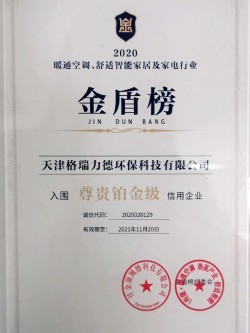 2020
暖通空调、舒适智能家居及家电行业
金盾榜
JIN DUN BANG
天津格瑞力德环保科技有限公司
入围 尊贵铂金级 信用企业
诚信代码： 2020020129
有效期至： 2021年11月20日